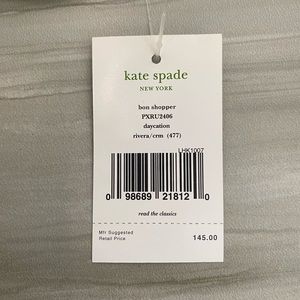 kate spade
NEW YORK
bon shopper
PXRU2406
daycation
rivera/crm (477)
LHK1007
0 98689 21812 0
read the classics
Mfr Suggested
Retail Price 145.00